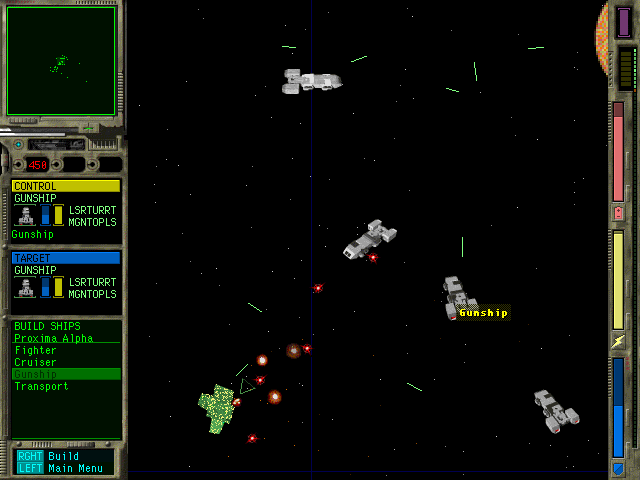 450
CONTROL
GUNSHIP
LSRTURRT
MGNTOPLS
Gunship
TARGET
GUNSHIP
LSRTURRT
MGNTOPLS
BUILD SHIPS
Proxima Alpha
Fighter
Cruiser
Gunship
Transport
RGHT Build
LEFT Main Menu
Gunship